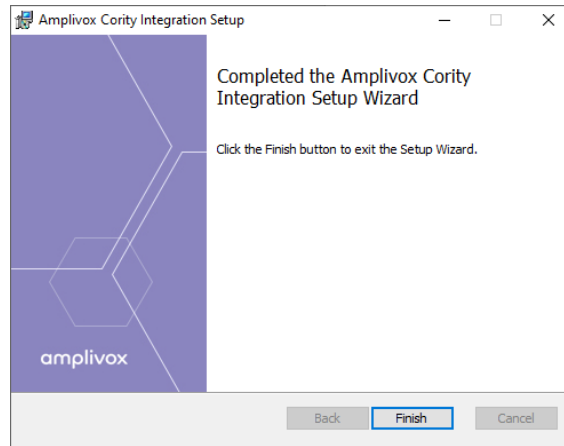 Amplivox Cority Integration Setup
Completed the Amplivox Cority
Integration Setup Wizard
Click the Finish button to exit the Setup Wizard.
amplivox
Back
Finish
Cancel